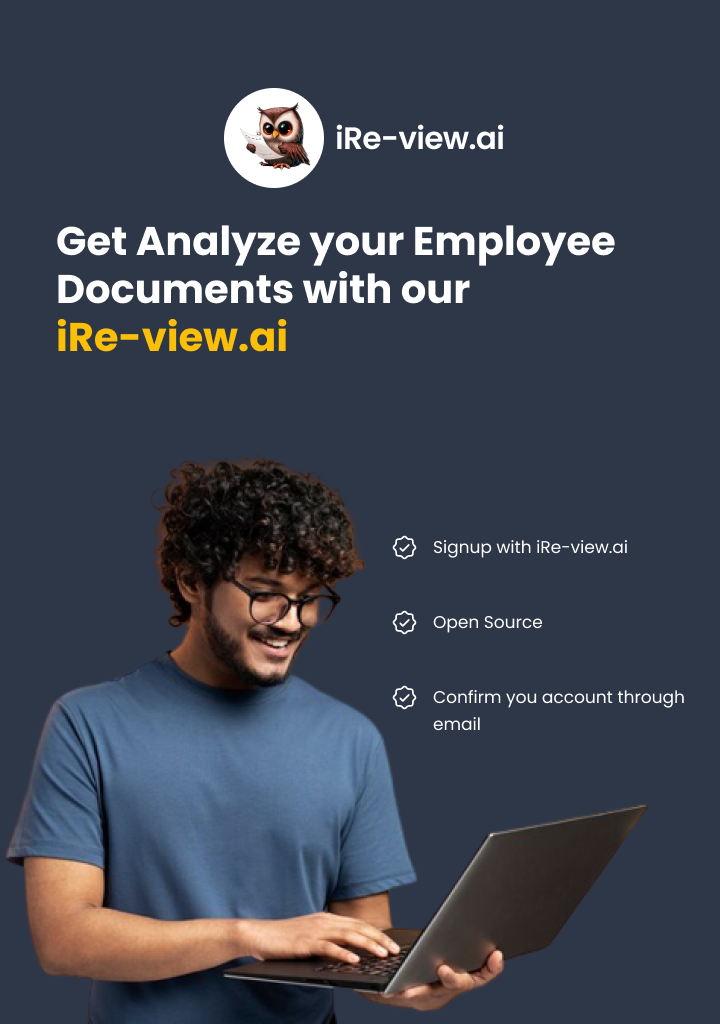 iRe-view.ai
Get Analyze your Employee
Documents with our
iRe-view.ai
Signup with iRe-view.ai
Open Source
Confirm you account through
email